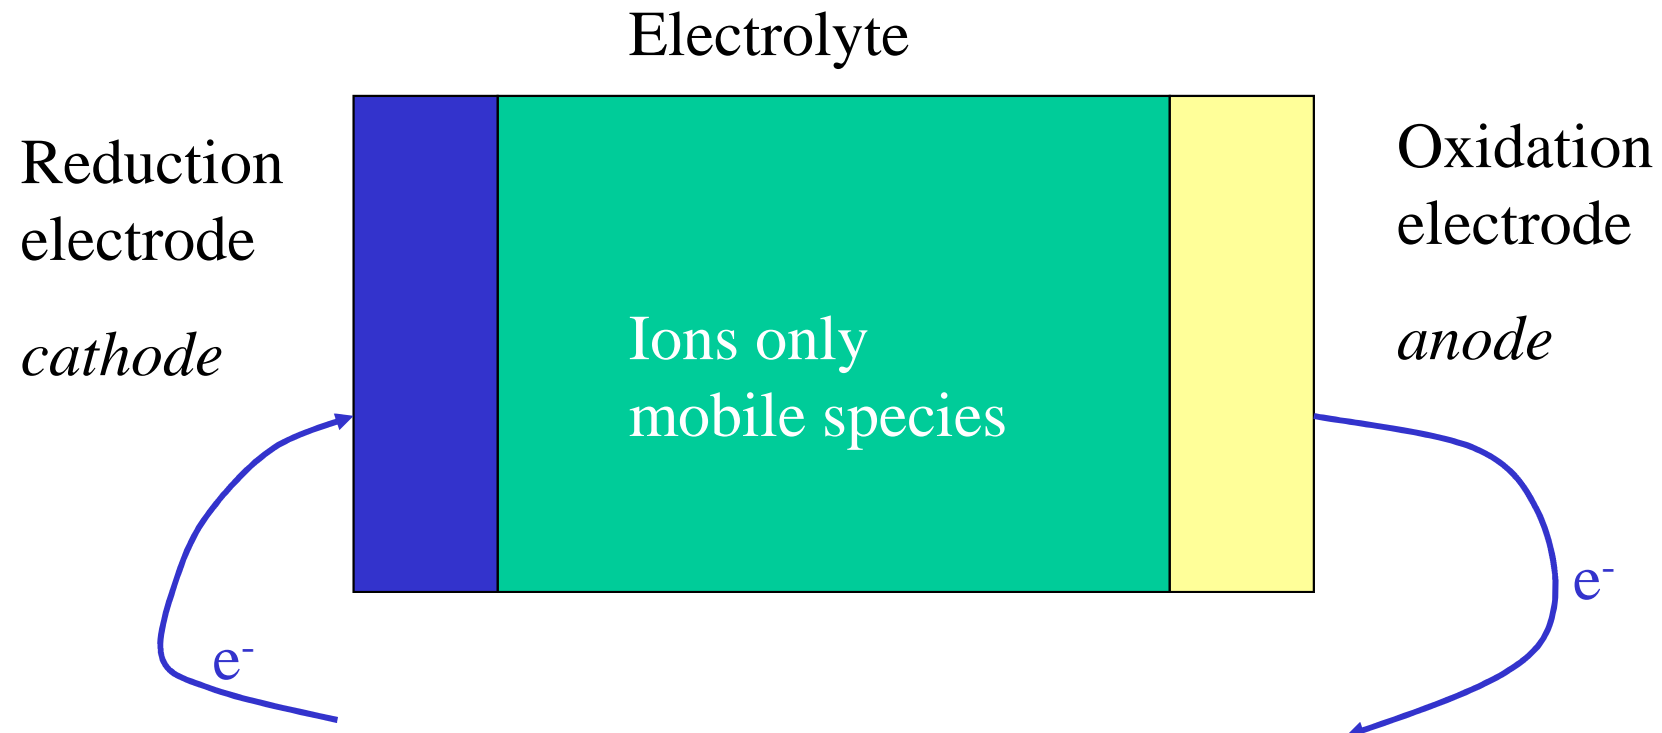 Electrolyte
Reduction
electrode
cathode
Ions only
mobile species
Oxidation
electrode
anode
e-
e-